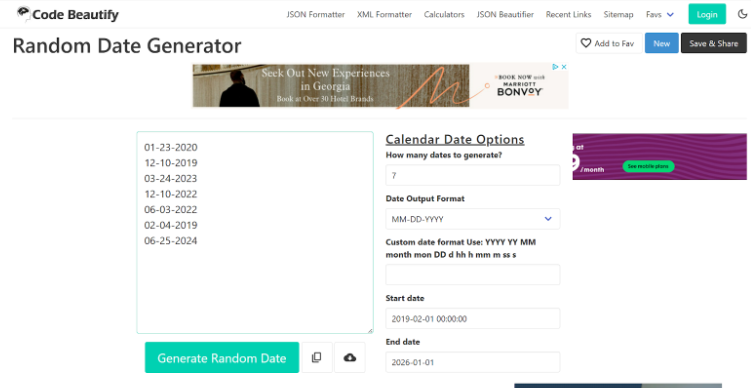 Code Beautify
JSON Formatter XML Formatter Calculators JSON Beautifier Recent Links Sitemap Favs Login
Random Date Generator
Add to Fav New Save & Share
Seek Out New Experiences
in Georgia
Book at Over 30 Hotel Brands
BOOK NOW with
MARRIOTT
BONVOY
01-23-2020
12-10-2019
03-24-2023
12-10-2022
06-03-2022
02-04-2019
06-25-2024
Generate Random Date
Calendar Date Options
How many dates to generate?
7
Date Output Format
MM-DD-YYYY
Custom date format Use: YYYY YY MM
month mon DD d hh h mm m ss s
Start date
2019-02-01 00:00:00
End date
2026-01-01
at
/month
See mobile plans